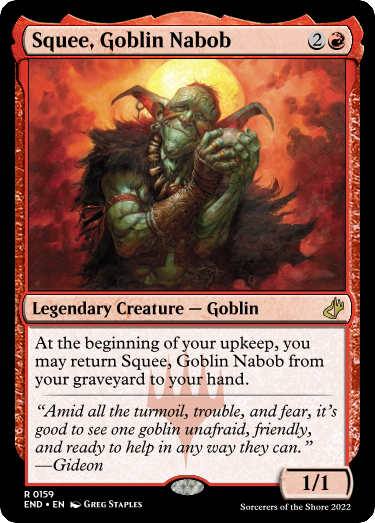 Squee, Goblin Nabob 2
Legendary Creature — Goblin
At the beginning of your upkeep, you
may return Squee, Goblin Nabob from
your graveyard to your hand.
“Amid all the turmoil, trouble, and fear, it’s
good to see one goblin unafraid, friendly,
and ready to help in any way they can.”
—Gideon
1/1
R 0159
END • EN Greg Staples
Sorcerers of the Shore 2022